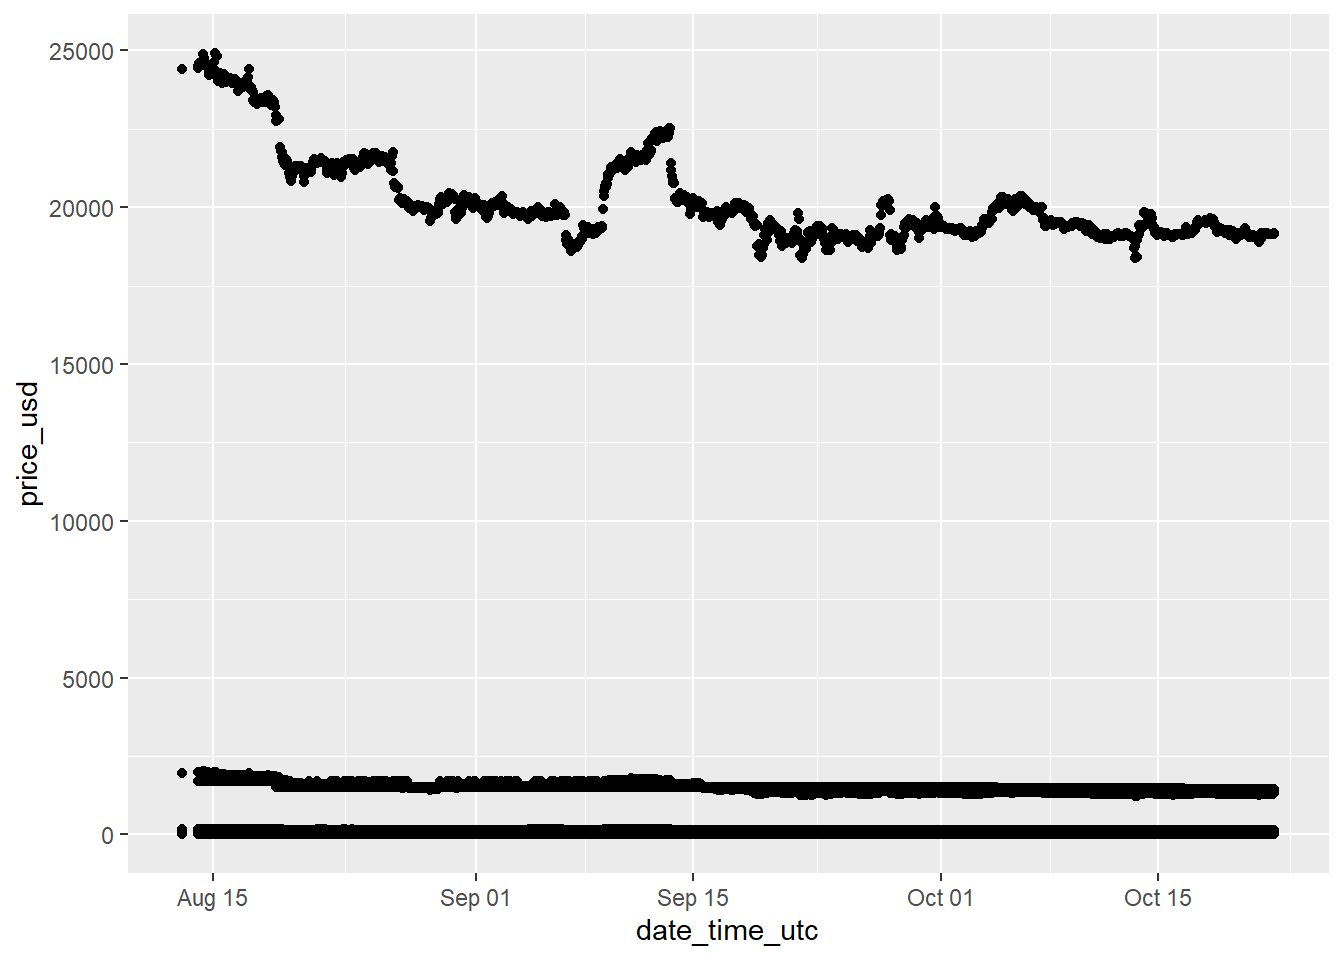 25000
20000
15000
10000
5000
0
price_usd
Aug 15
Sep 01
Sep 15
Oct 01
Oct 15
date_time_utc